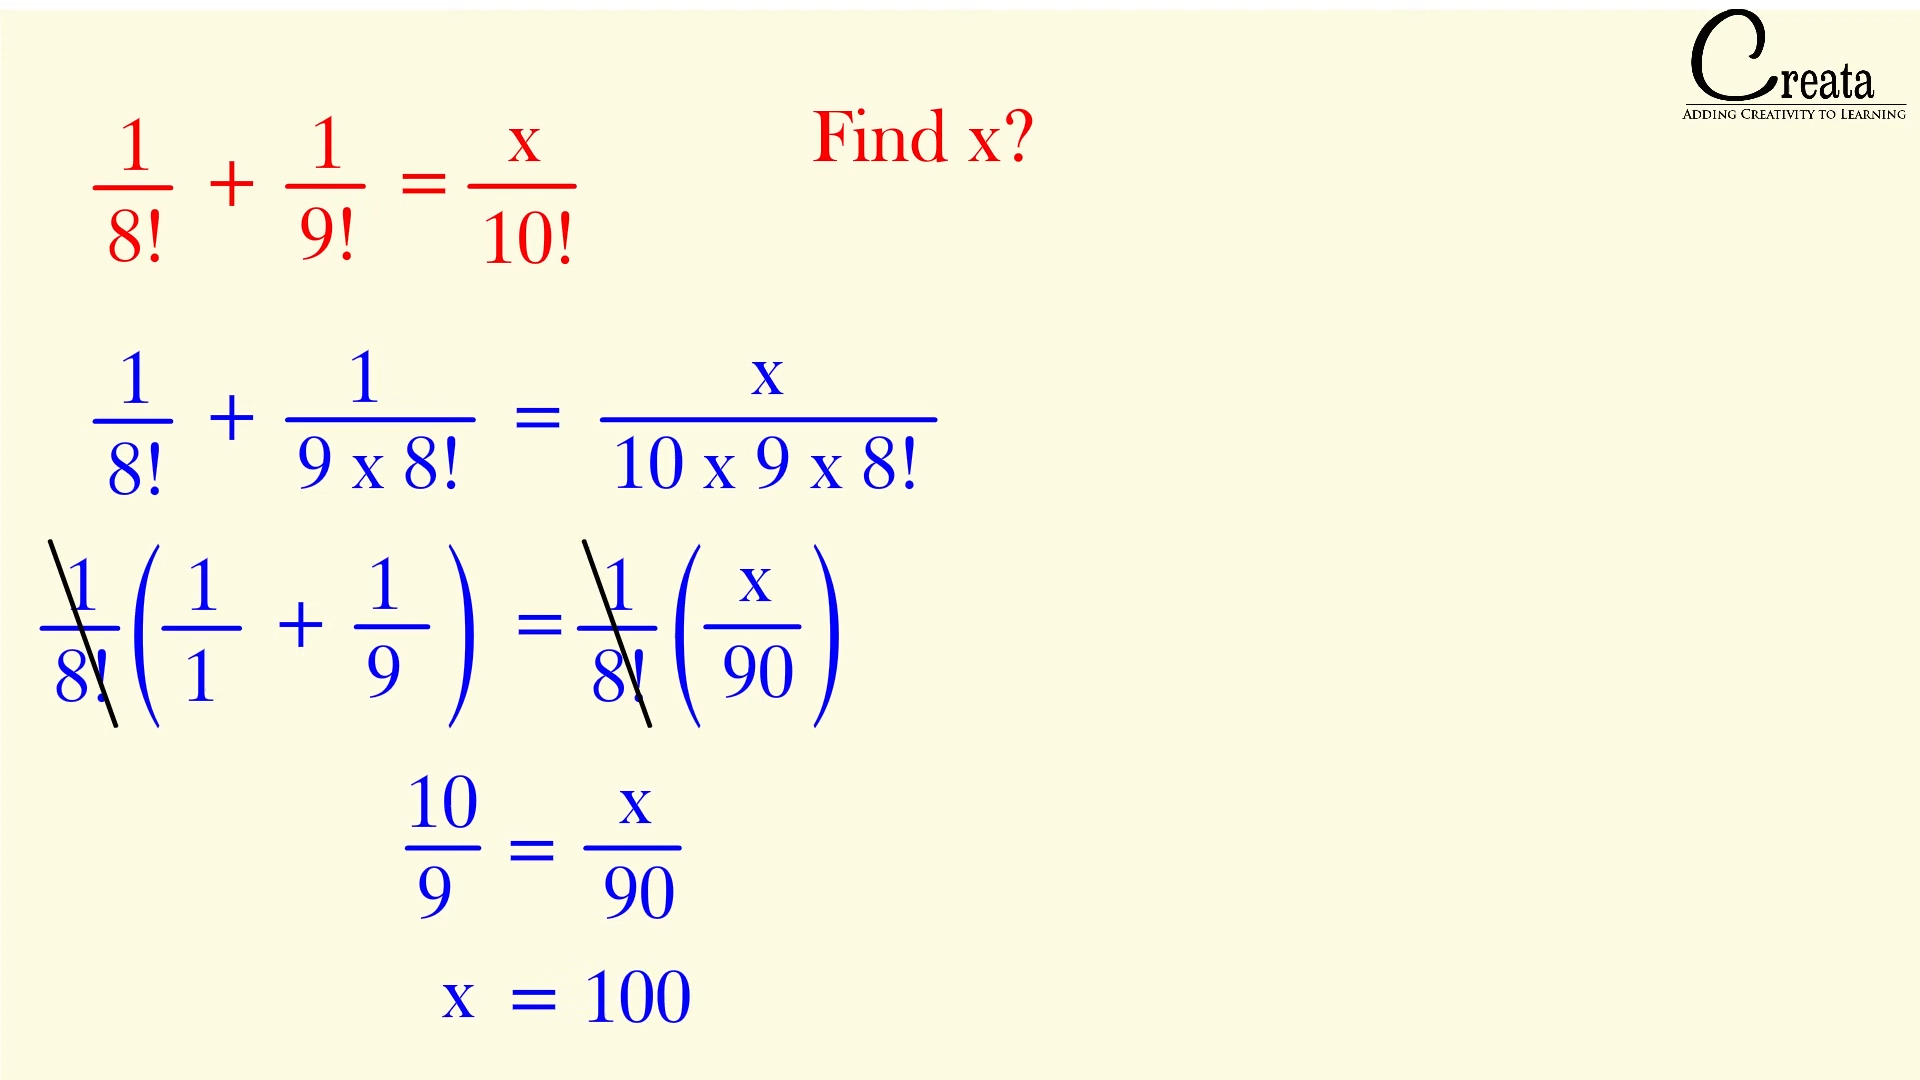 Creata
ADDING CREATIVITY TO LEARNING
1/8! + 1/9! = x/10!
Find x?
1/8! + 1/(9 x 8!) = x/(10 x 9 x 8!)
1/8! (1/1 + 1/9) = 1/8! (x/90)
10/9 = x/90
x = 100